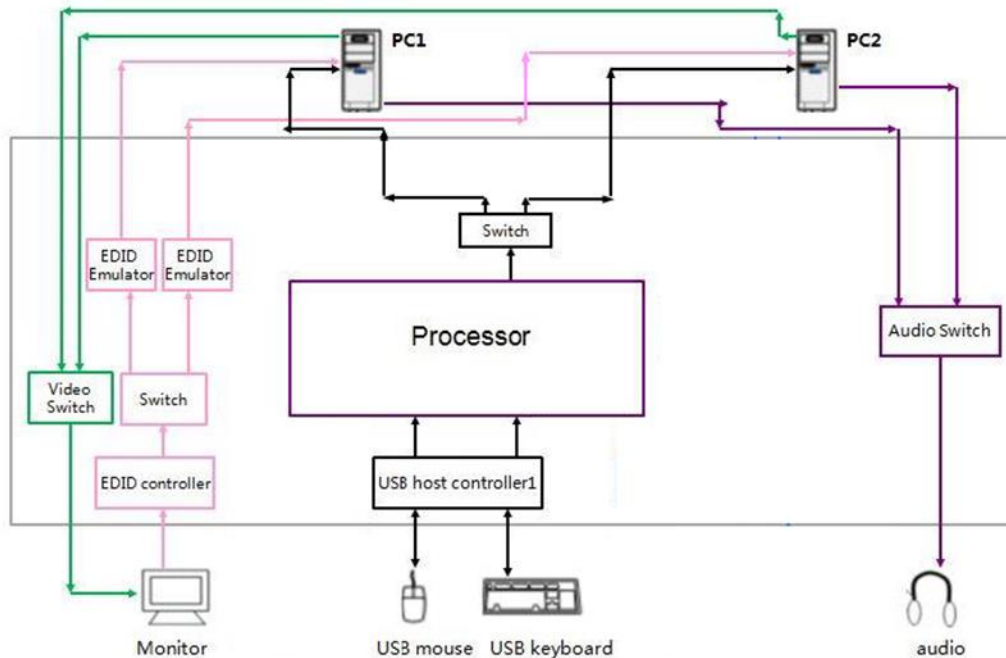 PC1
PC2
Switch
EDID
Emulator
EDID
Emulator
Processor
Audio Switch
Video
Switch
Switch
EDID controller
USB host controller1
Monitor
USB mouse
USB keyboard
audio